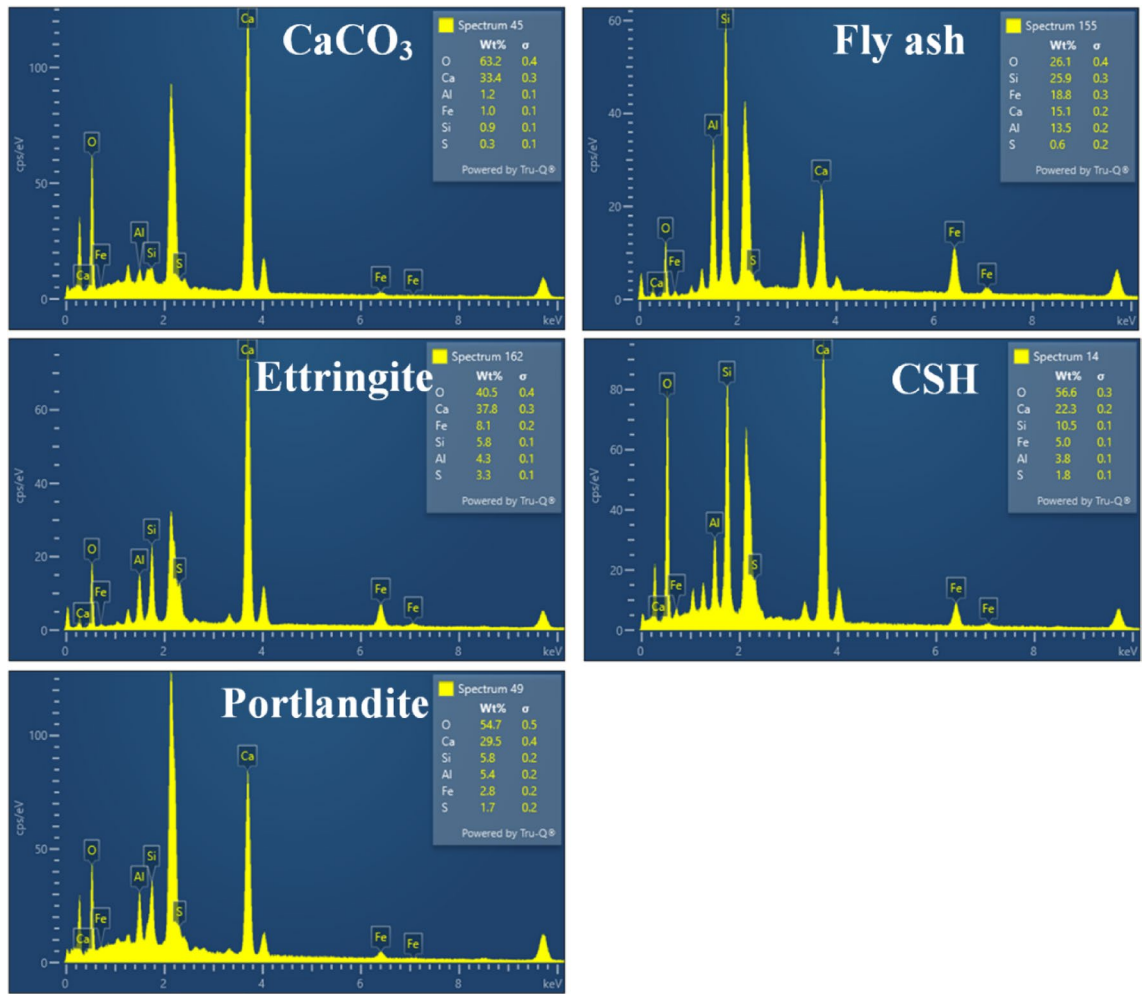 CaCO3
Spectrum 45
Wt% σ
O 63.2 0.4
Ca 33.4 0.3
Al 1.2 0.1
Fe 1.0 0.1
Si 0.9 0.1
S 0.3 0.1
Powered by Tru-Q®
cps/eV
100
50
0
Ca
O
Al
Si
S
Fe
Ca
Fe
Fe
0 2 4 6 8 keV
Fly ash
Spectrum 155
Wt% σ
O 26.1 0.4
Si 25.9 0.3
Fe 18.8 0.3
Ca 15.1 0.2
Al 13.5 0.2
S 0.6 0.2
Powered by Tru-Q®
cps/eV
60
40
20
0
Si
Al
Ca
O
S
Fe
Ca
Fe
Fe
0 2 4 6 8 keV
Ettringite
Spectrum 162
Wt% σ
O 40.5 0.4
Ca 37.8 0.3
Fe 8.1 0.2
Si 5.8 0.1
Al 4.3 0.1
S 3.3 0.1
Powered by Tru-Q®
cps/eV
60
40
20
0
Ca
Si
O
Al
S
Fe
Ca
Fe
Fe
0 2 4 6 8 keV
CSH
Spectrum 14
Wt% σ
O 56.6 0.3
Ca 22.3 0.2
Si 10.5 0.1
Fe 5.0 0.1
Al 3.8 0.1
S 1.8 0.1
Powered by Tru-Q®
cps/eV
80
60
40
20
0
Ca
O
Si
Al
S
Fe
Ca
Fe
Fe
0 2 4 6 8 keV
Portlandite
Spectrum 49
Wt% σ
O 54.7 0.5
Ca 29.5 0.4
Si 5.8 0.2
Al 5.4 0.2
Fe 2.8 0.2
S 1.7 0.2
Powered by Tru-Q®
cps/eV
100
50
0
Ca
O
Si
Al
S
Fe
Ca
Fe
Fe
0 2 4 6 8 keV